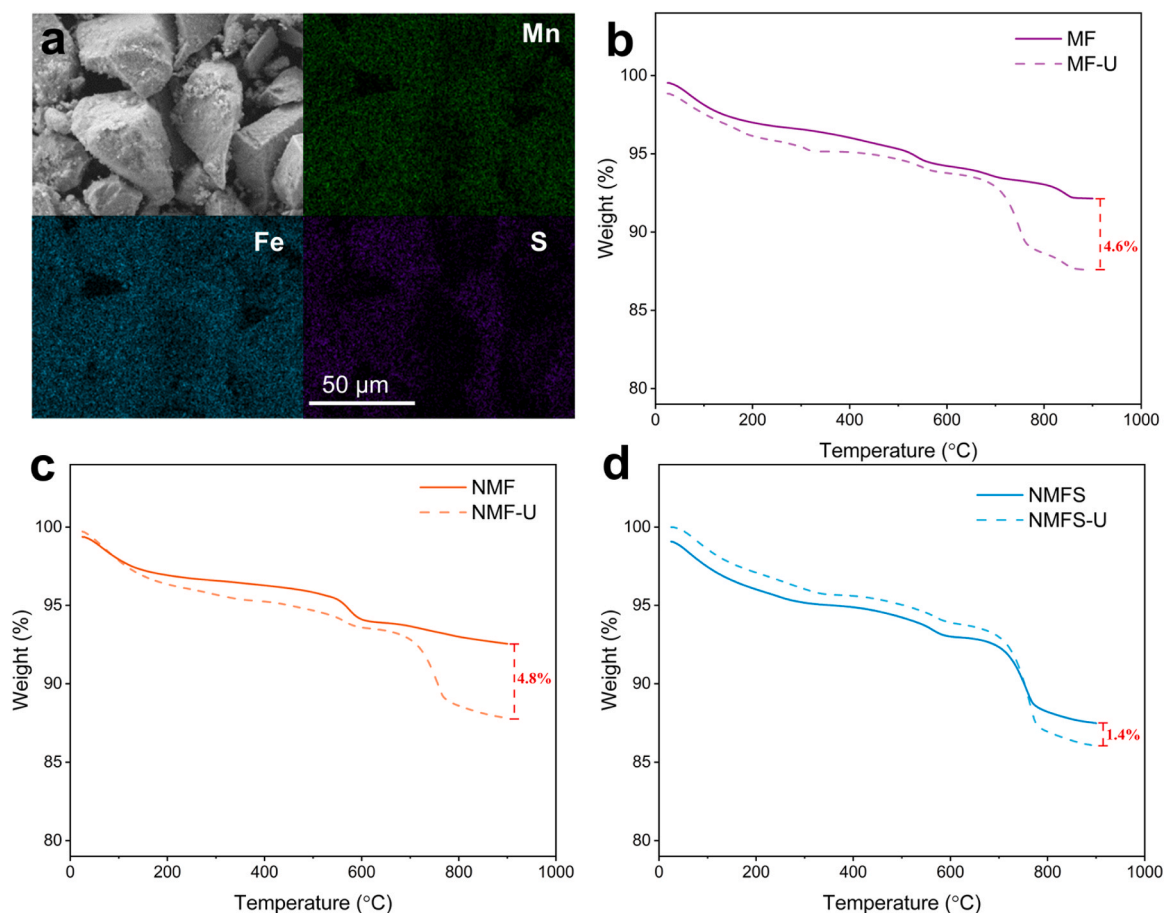 a
Mn
Fe
S
50 μm
b
MF
MF-U
100
95
90
85
80
Weight (%)
4.6%
0 200 400 600 800 1000
Temperature (°C)
c
NMF
NMF-U
100
95
90
85
80
Weight (%)
4.8%
0 200 400 600 800 1000
Temperature (°C)
d
NMFS
NMFS-U
100
95
90
85
80
Weight (%)
1.4%
0 200 400 600 800 1000
Temperature (°C)